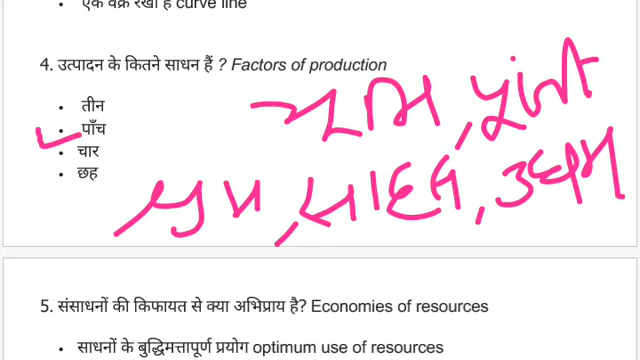 • एक वक्र रेखा है curve line
4. उत्पादन के कितने साधन हैं ? Factors of production
• तीन
• पाँच
• चार
• छह
भूमि, पूंजी
श्रम, साहस, उद्यम
5. संसाधनों की किफायत से क्या अभिप्राय है? Economies of resources
• साधनों के बुद्धिमत्तापूर्ण प्रयोग optimum use of resources